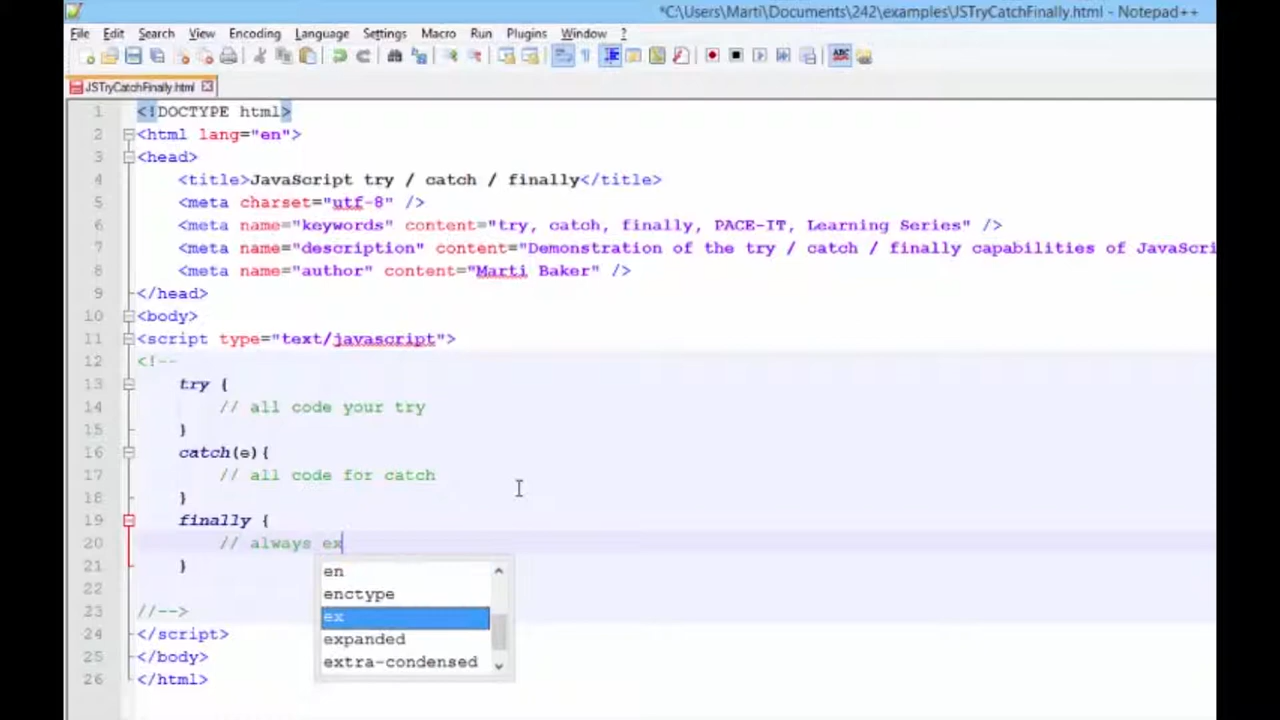 *C:\Users\Marti\Documents\242\examples\JSTryCatchFinally.html - Notepad++
File Edit Search View Encoding Language Settings Macro Run Plugins Window ?
ABC
JSTryCatchFinally.html
1 <!DOCTYPE html>
2 <html lang="en">
3 <head>
4 <title>JavaScript try / catch / finally</title>
5 <meta charset="utf-8" />
6 <meta name="keywords" content="try, catch, finally, PACE-IT, Learning Series" />
7 <meta name="description" content="Demonstration of the try / catch / finally capabilities of JavaScri
8 <meta name="author" content="Marti Baker" />
9 </head>
10 <body>
11 <script type="text/javascript">
12 <!--
13 try {
14 // all code your try
15 }
16 catch(e){
17 // all code for catch
18 }
19 finally {
20 // always ex
21 }
22
23 //-->
24 </script>
25 </body>
26 </html>
en
enctype
ex
expanded
extra-condensed